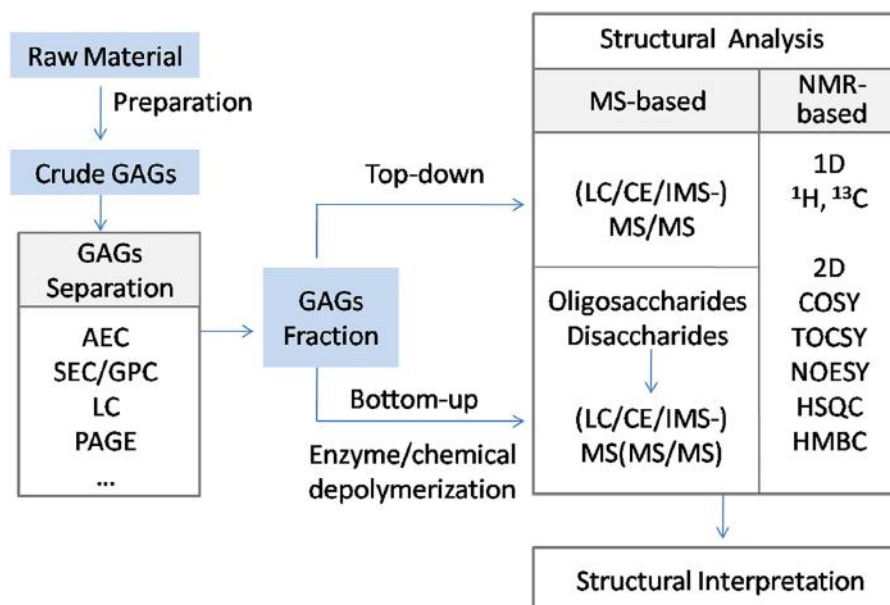 Raw Material
Preparation
Crude GAGs
GAGs
Separation
AEC
SEC/GPC
LC
PAGE
...
GAGs
Fraction
Top-down
Bottom-up
Enzyme/chemical
depolymerization
Structural Analysis
MS-based
(LC/CE/IMS-)
MS/MS
Oligosaccharides
Disaccharides
(LC/CE/IMS-)
MS(MS/MS)
NMR-
based
1D
¹H, ¹³C
2D
COSY
TOCSY
NOESY
HSQC
HMBC
Structural Interpretation